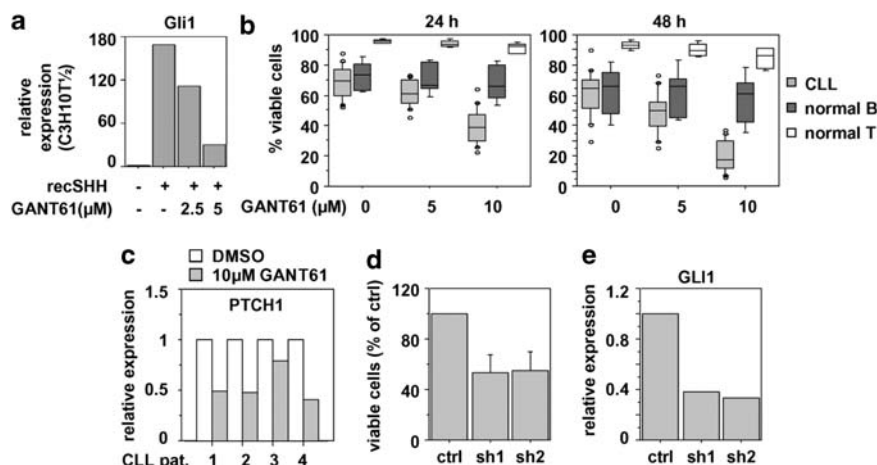 a
Gli1
relative
expression
(C3H10T½)
180
120
60
0
recSHH - + + +
GANT61(µM) - - 2.5 5
b
24 h
48 h
% viable cells
100
80
60
40
20
0
100
80
60
40
20
0
GANT61 (µM) 0 5 10
0 5 10
CLL
normal B
normal T
c
DMSO
10µM GANT61
PTCH1
relative expression
1.5
1
0.5
0
CLL pat. 1 2 3 4
d
viable cells (% of ctrl)
120
80
40
0
ctrl sh1 sh2
e
GLI1
relative expression
1.2
0.8
0.4
0
ctrl sh1 sh2